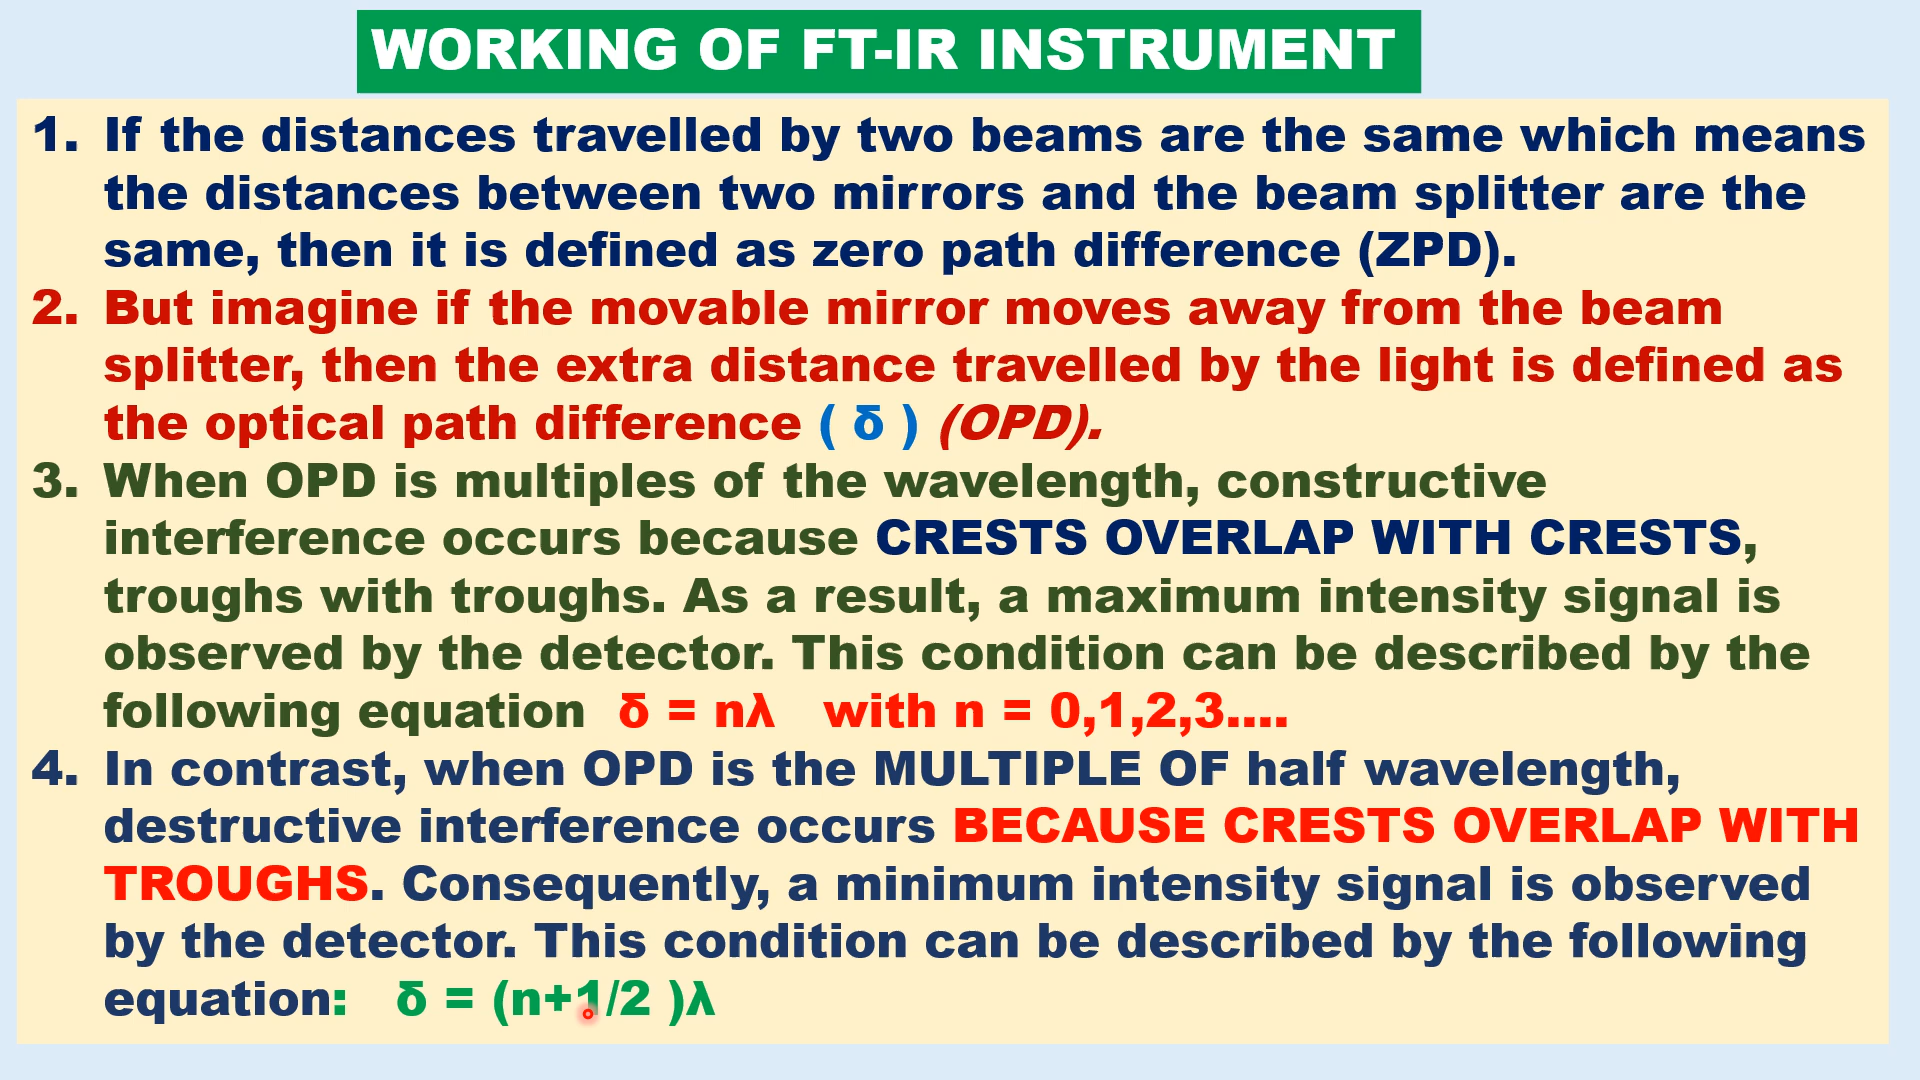 WORKING OF FT-IR INSTRUMENT
1. If the distances travelled by two beams are the same which means
the distances between two mirrors and the beam splitter are the
same, then it is defined as zero path difference (ZPD).
2. But imagine if the movable mirror moves away from the beam
splitter, then the extra distance travelled by the light is defined as
the optical path difference ( δ ) (OPD).
3. When OPD is multiples of the wavelength, constructive
interference occurs because CRESTS OVERLAP WITH CRESTS,
troughs with troughs. As a result, a maximum intensity signal is
observed by the detector. This condition can be described by the
following equation δ = nλ with n = 0,1,2,3....
4. In contrast, when OPD is the MULTIPLE OF half wavelength,
destructive interference occurs BECAUSE CRESTS OVERLAP WITH
TROUGHS. Consequently, a minimum intensity signal is observed
by the detector. This condition can be described by the following
equation: δ = (n+1/2 )λ